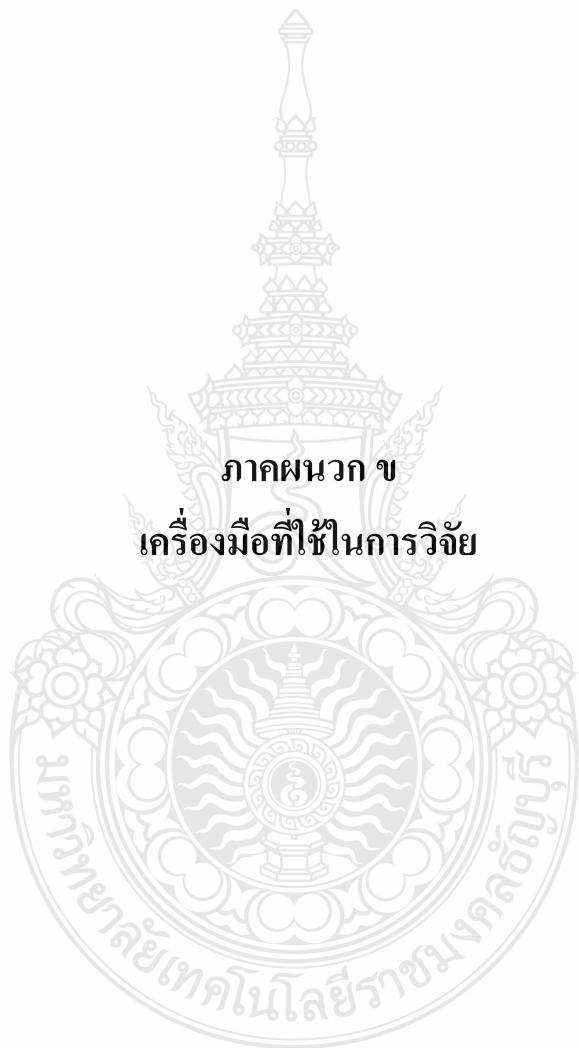 ภาคผนวก ข
เครื่องมือที่ใช้ในการวิจัย
มหาวิทยาลัยเทคโนโลยีราชมงคลธัญบุรี